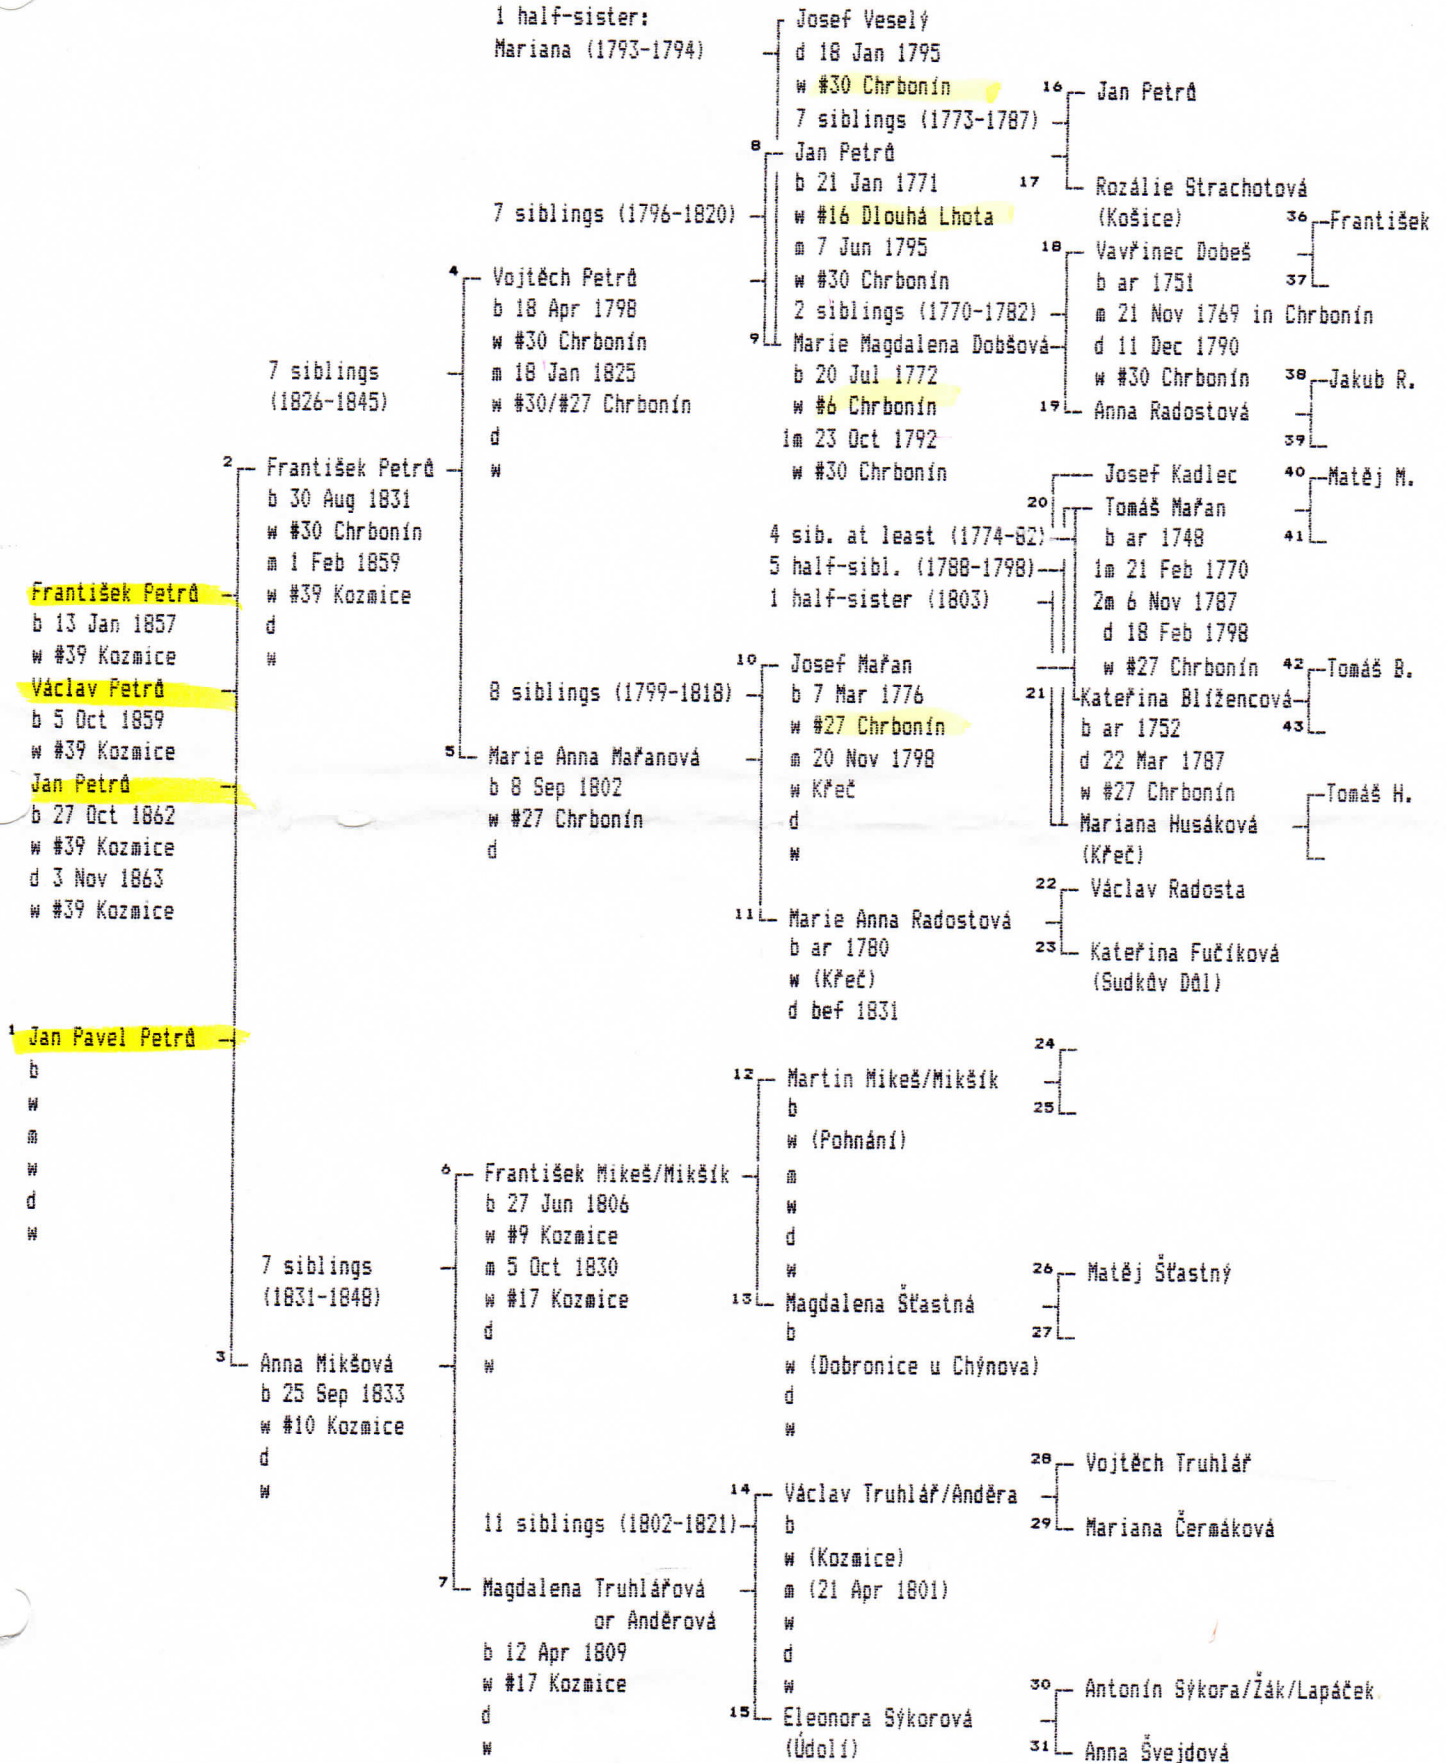 1 half-sister:
Mariana (1793-1794)
Josef Veselý
d 18 Jan 1795
w #30 Chrbonín
7 siblings (1773-1787)
16 Jan Petrů
17 Rozálie Strachotová
(Košice)
8 Jan Petrů
b 21 Jan 1771
w #16 Dlouhá Lhota
m 7 Jun 1795
w #30 Chrbonín
2 siblings (1770-1782)
7 siblings (1796-1820)
36 František
37
18 Vavřinec Dobeš
b ar 1751
m 21 Nov 1769 in Chrbonín
d 11 Dec 1790
w #30 Chrbonín
9 Marie Magdalena Dobšová
b 20 Jul 1772
w #6 Chrbonín
1m 23 Oct 1792
w #30 Chrbonín
38 Jakub R.
39
19 Anna Radostová
4 Vojtěch Petrů
b 18 Apr 1798
w #30 Chrbonín
m 18 Jan 1825
w #30/#27 Chrbonín
d
w
7 siblings
(1826-1845)
2 František Petrů
b 30 Aug 1831
w #30 Chrbonín
m 1 Feb 1859
w #39 Kozmice
d
w
Josef Kadlec
40 Matěj M.
41
20 Tomáš Mařan
b ar 1748
1m 21 Feb 1770
2m 6 Nov 1787
d 18 Feb 1798
w #27 Chrbonín
4 sib. at least (1774-82)
5 half-sibl. (1788-1798)
1 half-sister (1803)
42 Tomáš B.
43
21 Kateřina Blížencová
b ar 1752
d 22 Mar 1787
w #27 Chrbonín
Tomáš H.
Mariana Husáková
(Křeč)
10 Josef Mařan
b 7 Mar 1776
w #27 Chrbonín
m 20 Nov 1798
w Křeč
d
w
8 siblings (1799-1818)
5 Marie Anna Mařanová
b 8 Sep 1802
w #27 Chrbonín
d
22 Václav Radosta
23 Kateřina Fučíková
(Sudkův Důl)
11 Marie Anna Radostová
b ar 1780
w (Křeč)
d bef 1831
František Petrů
b 13 Jan 1857
w #39 Kozmice
Václav Petrů
b 5 Oct 1859
w #39 Kozmice
Jan Petrů
b 27 Oct 1862
w #39 Kozmice
d 3 Nov 1863
w #39 Kozmice
1 Jan Pavel Petrů
b
w
m
w
d
w
24
25
12 Martin Mikeš/Mikšík
b
w (Pohnání)
m
w
d
w
6 František Mikeš/Mikšík
b 27 Jun 1806
w #9 Kozmice
m 5 Oct 1830
w #17 Kozmice
d
w
7 siblings
(1831-1848)
26 Matěj Šťastný
27
13 Magdalena Šťastná
b
w (Dobronice u Chýnova)
d
w
3 Anna Mikšová
b 25 Sep 1833
w #10 Kozmice
d
w
28 Vojtěch Truhlář
29 Mariana Čermáková
14 Václav Truhlář/Anděra
b
w (Kozmice)
m (21 Apr 1801)
w
d
w
11 siblings (1802-1821)
7 Magdalena Truhlářová
or Anděrová
b 12 Apr 1809
w #17 Kozmice
d
w
30 Antonín Sýkora/Žák/Lapáček
31 Anna Švejdová
15 Eleonora Sýkorová
(Údolí)